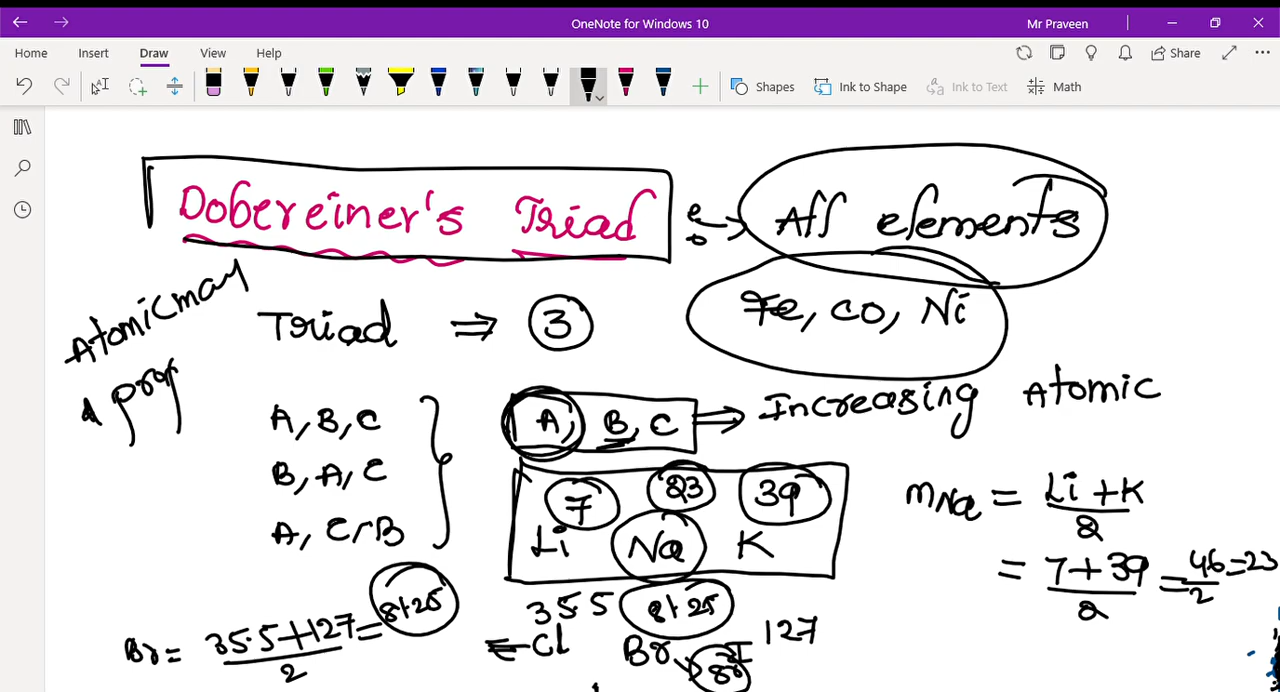 OneNote for Windows 10
Mr Praveen
Home Insert Draw View Help
Share
Shapes Ink to Shape Ink to Text Math
Dobereiner's Triad
All elements
Fe, Co, Ni
Atomic
& prop
Triad ⇒ 3
A, B, C
B, A, C
A, C, B
A, B, C ⇒ Increasing Atomic
7 23 39
Li Na K
mNa = Li + K / 2
= 7 + 39 / 2 = 46 / 2 = 23
35.5 81.25 127
Cl Br I
80
Br = 35.5 + 127 / 2 = 81.25